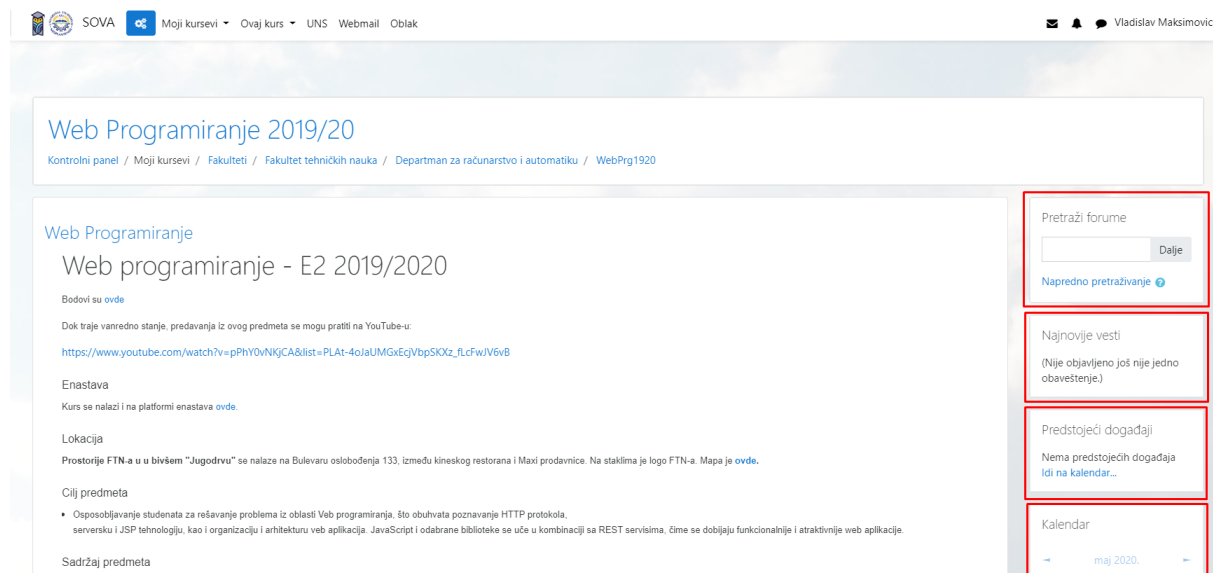 SOVA Moji kursevi Ovaj kurs UNS Webmail Oblak Vladislav Maksimovic
Web Programiranje 2019/20
Kontrolni panel / Moji kursevi / Fakulteti / Fakultet tehničkih nauka / Departman za računarstvo i automatiku / WebPrg1920
Web Programiranje
Web programiranje - E2 2019/2020
Bodovi su ovde
Dok traje vanredno stanje, predavanja iz ovog predmeta se mogu pratiti na YouTube-u:
https://www.youtube.com/watch?v=pPhY0vNKjCA&list=PLAt-4oJaUMGxEcjVbpSKXz_fLcFwJV6vB
Enastava
Kurs se nalazi i na platformi enastava ovde.
Lokacija
Prostorije FTN-a u u bivšem "Jugodrvu" se nalaze na Bulevaru oslobođenja 133, između kineskog restorana i Maxi prodavnice. Na staklima je logo FTN-a. Mapa je ovde.
Cilj predmeta
• Osposobljavanje studenata za rešavanje problema iz oblasti Veb programiranja, što obuhvata poznavanje HTTP protokola,
serversku i JSP tehnologiju, kao i organizaciju i arhitekturu veb aplikacija. JavaScript i odabrane biblioteke se uče u kombinaciji sa REST servisima, čime se dobijaju funkcionalnije i atraktivnije web aplikacije.
Sadržaj predmeta
Pretraži forume
Dalje
Napredno pretraživanje ?
Najnovije vesti
(Nije objavljeno još nije jedno
obaveštenje.)
Predstojeći događaji
Nema predstojećih događaja
Idi na kalendar...
Kalendar
maj 2020.